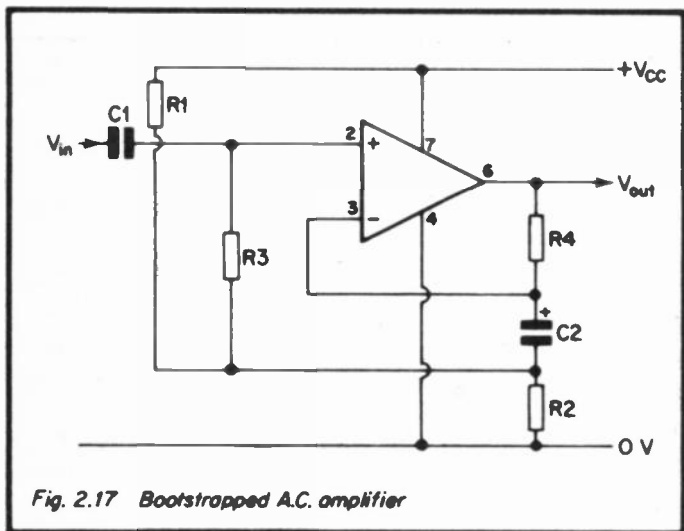 +VCC
R1
C1
Vin
2
+
7
6
Vout
3
-
4
R4
R3
+
C2
R2
0 V
Fig. 2.17 Bootstrapped A.C. amplifier